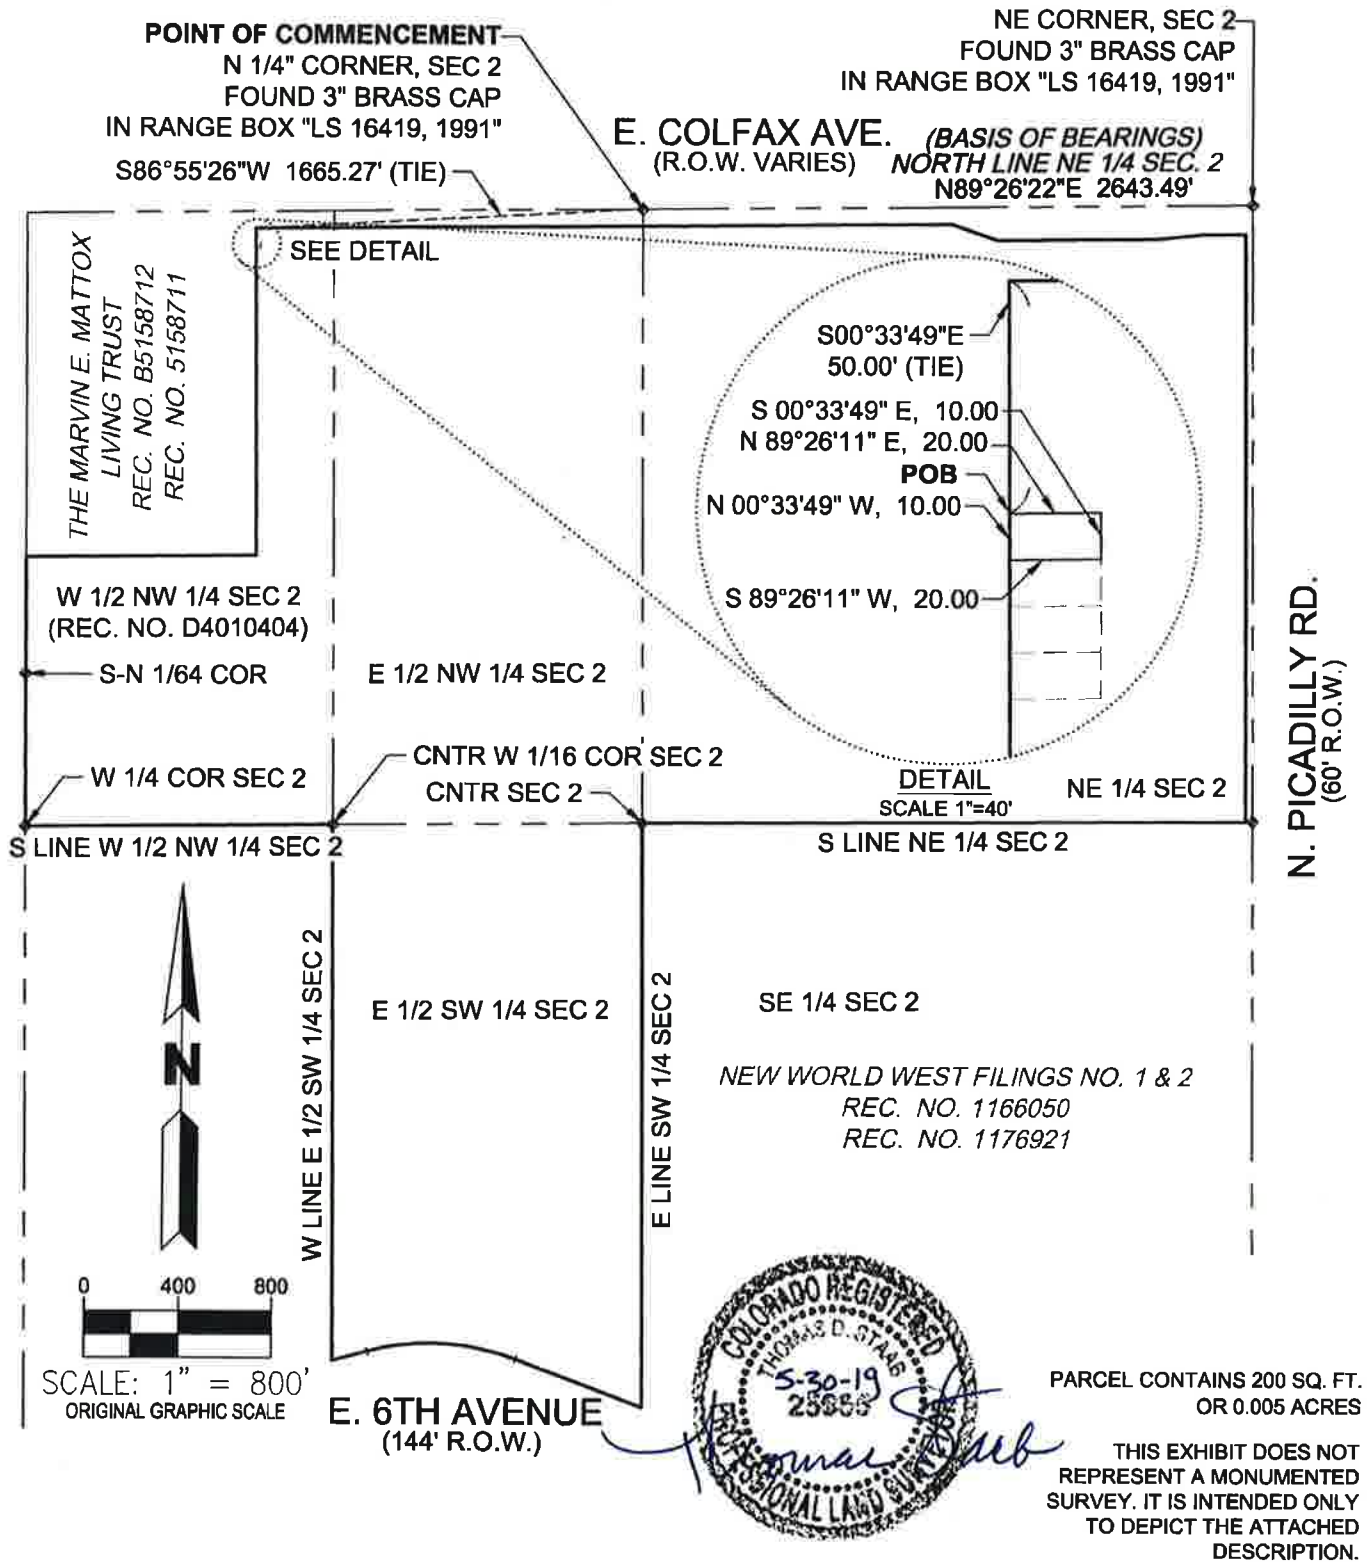 POINT OF COMMENCEMENT
N 1/4" CORNER, SEC 2
FOUND 3" BRASS CAP
IN RANGE BOX "LS 16419, 1991"
S86°55'26"W 1665.27' (TIE)
NE CORNER, SEC 2
FOUND 3" BRASS CAP
IN RANGE BOX "LS 16419, 1991"
E. COLFAX AVE.
(R.O.W. VARIES)
(BASIS OF BEARINGS)
NORTH LINE NE 1/4 SEC. 2
N89°26'22"E 2643.49'
SEE DETAIL
THE MARVIN E. MATTOX
LIVING TRUST
REC. NO. B5158712
REC. NO. 5158711
S00°33'49"E
50.00' (TIE)
S 00°33'49" E, 10.00
N 89°26'11" E, 20.00
POB
N 00°33'49" W, 10.00
S 89°26'11" W, 20.00
DETAIL
SCALE 1"=40'
W 1/2 NW 1/4 SEC 2
(REC. NO. D4010404)
S-N 1/64 COR
E 1/2 NW 1/4 SEC 2
W 1/4 COR SEC 2
CNTR W 1/16 COR SEC 2
CNTR SEC 2
NE 1/4 SEC 2
N. PICADILLY RD.
(60' R.O.W.)
S LINE W 1/2 NW 1/4 SEC 2
S LINE NE 1/4 SEC 2
W LINE E 1/2 SW 1/4 SEC 2
E 1/2 SW 1/4 SEC 2
E LINE SW 1/4 SEC 2
SE 1/4 SEC 2
NEW WORLD WEST FILINGS NO. 1 & 2
REC. NO. 1166050
REC. NO. 1176921
N
0 400 800
SCALE: 1" = 800'
ORIGINAL GRAPHIC SCALE
E. 6TH AVENUE
(144' R.O.W.)
COLORADO REGISTERED
THOMAS D. STAAB
5-30-19
PROFESSIONAL LAND SURVEYOR
Thomas Staab
PARCEL CONTAINS 200 SQ. FT.
OR 0.005 ACRES
THIS EXHIBIT DOES NOT
REPRESENT A MONUMENTED
SURVEY. IT IS INTENDED ONLY
TO DEPICT THE ATTACHED
DESCRIPTION.